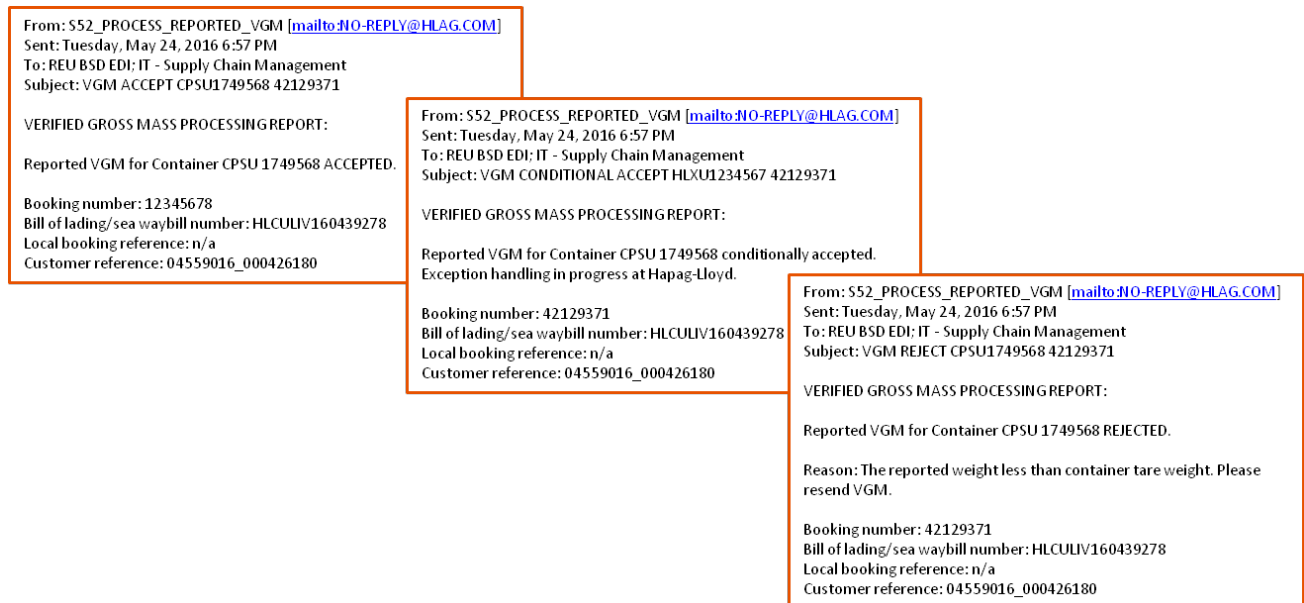 From: S52_PROCESS_REPORTED_VGM [mailto:NO-REPLY@HLAG.COM]
Sent: Tuesday, May 24, 2016 6:57 PM
To: REU BSD EDI; IT - Supply Chain Management
Subject: VGM ACCEPT CPSU1749568 42129371
VERIFIED GROSS MASS PROCESSING REPORT:
Reported VGM for Container CPSU 1749568 ACCEPTED.
Booking number: 12345678
Bill of lading/sea waybill number: HLCULIV160439278
Local booking reference: n/a
Customer reference: 04559016_000426180
From: S52_PROCESS_REPORTED_VGM [mailto:NO-REPLY@HLAG.COM]
Sent: Tuesday, May 24, 2016 6:57 PM
To: REU BSD EDI; IT - Supply Chain Management
Subject: VGM CONDITIONAL ACCEPT HLXU1234567 42129371
VERIFIED GROSS MASS PROCESSING REPORT:
Reported VGM for Container CPSU 1749568 conditionally accepted.
Exception handling in progress at Hapag-Lloyd.
Booking number: 42129371
Bill of lading/sea waybill number: HLCULIV160439278
Local booking reference: n/a
Customer reference: 04559016_000426180
From: S52_PROCESS_REPORTED_VGM [mailto:NO-REPLY@HLAG.COM]
Sent: Tuesday, May 24, 2016 6:57 PM
To: REU BSD EDI; IT - Supply Chain Management
Subject: VGM REJECT CPSU1749568 42129371
VERIFIED GROSS MASS PROCESSING REPORT:
Reported VGM for Container CPSU 1749568 REJECTED.
Reason: The reported weight less than container tare weight. Please
resend VGM.
Booking number: 42129371
Bill of lading/sea waybill number: HLCULIV160439278
Local booking reference: n/a
Customer reference: 04559016_000426180